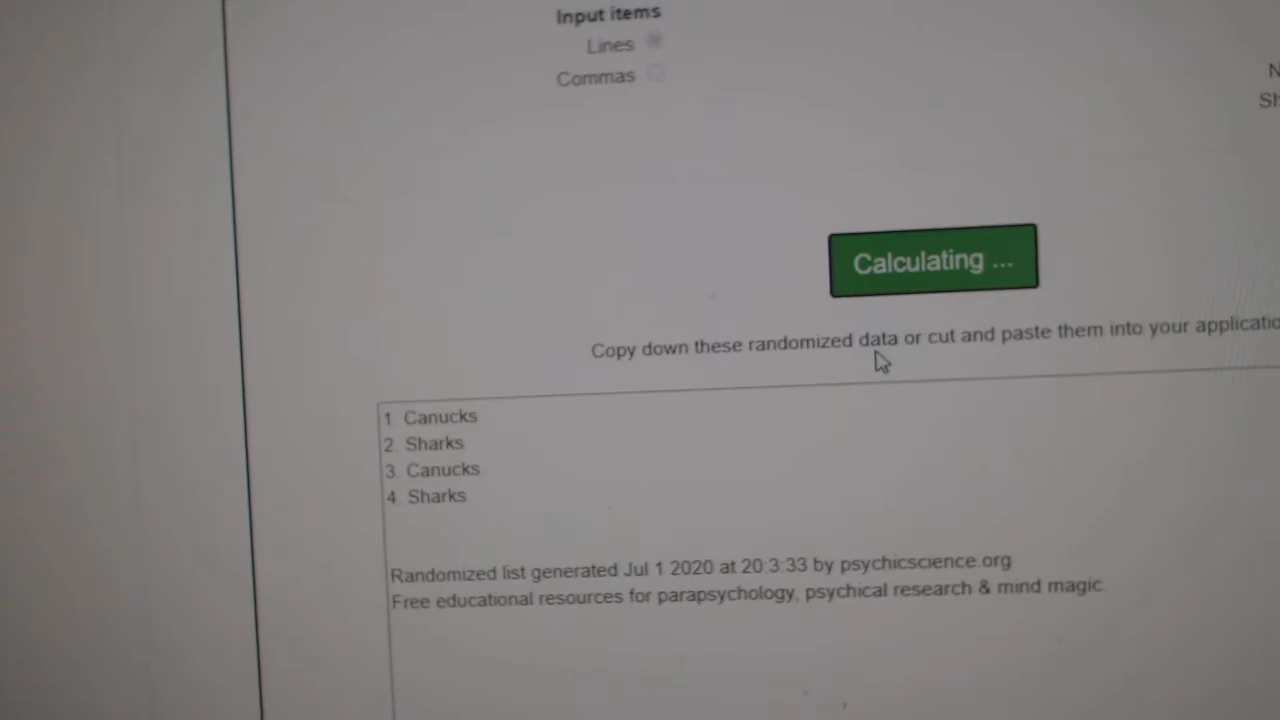 Input items
Lines
Commas
Calculating ...
Copy down these randomized data or cut and paste them into your
1. Canucks
2. Sharks
3. Canucks
4. Sharks
Randomized list generated Jul 1 2020 at 20:3:33 by psychicscience.org
Free educational resources for parapsychology, psychical research & mind magic.